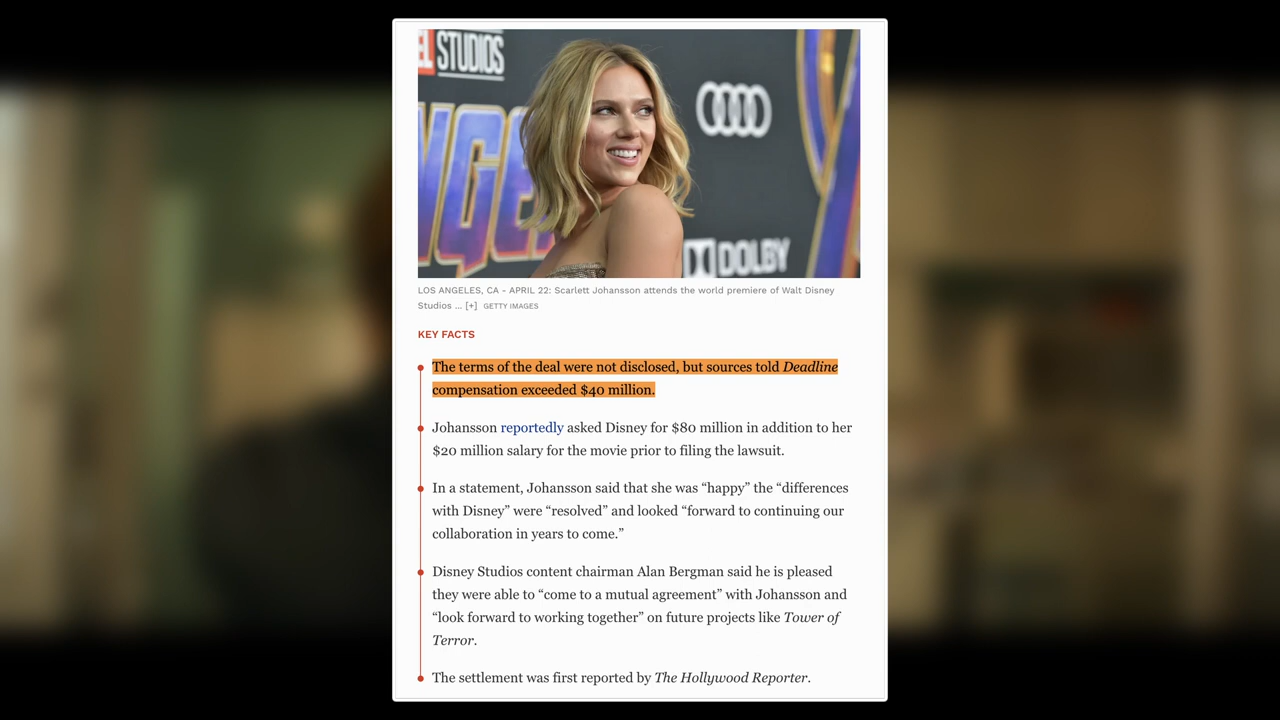 EL STUDIOS
NGE
DOLBY
LOS ANGELES, CA - APRIL 22: Scarlett Johansson attends the world premiere of Walt Disney
Studios ... [+] GETTY IMAGES
KEY FACTS
The terms of the deal were not disclosed, but sources told Deadline
compensation exceeded $40 million.
Johansson reportedly asked Disney for $80 million in addition to her
$20 million salary for the movie prior to filing the lawsuit.
In a statement, Johansson said that she was “happy” the “differences
with Disney” were “resolved” and looked “forward to continuing our
collaboration in years to come.”
Disney Studios content chairman Alan Bergman said he is pleased
they were able to “come to a mutual agreement” with Johansson and
“look forward to working together” on future projects like Tower of
Terror.
The settlement was first reported by The Hollywood Reporter.